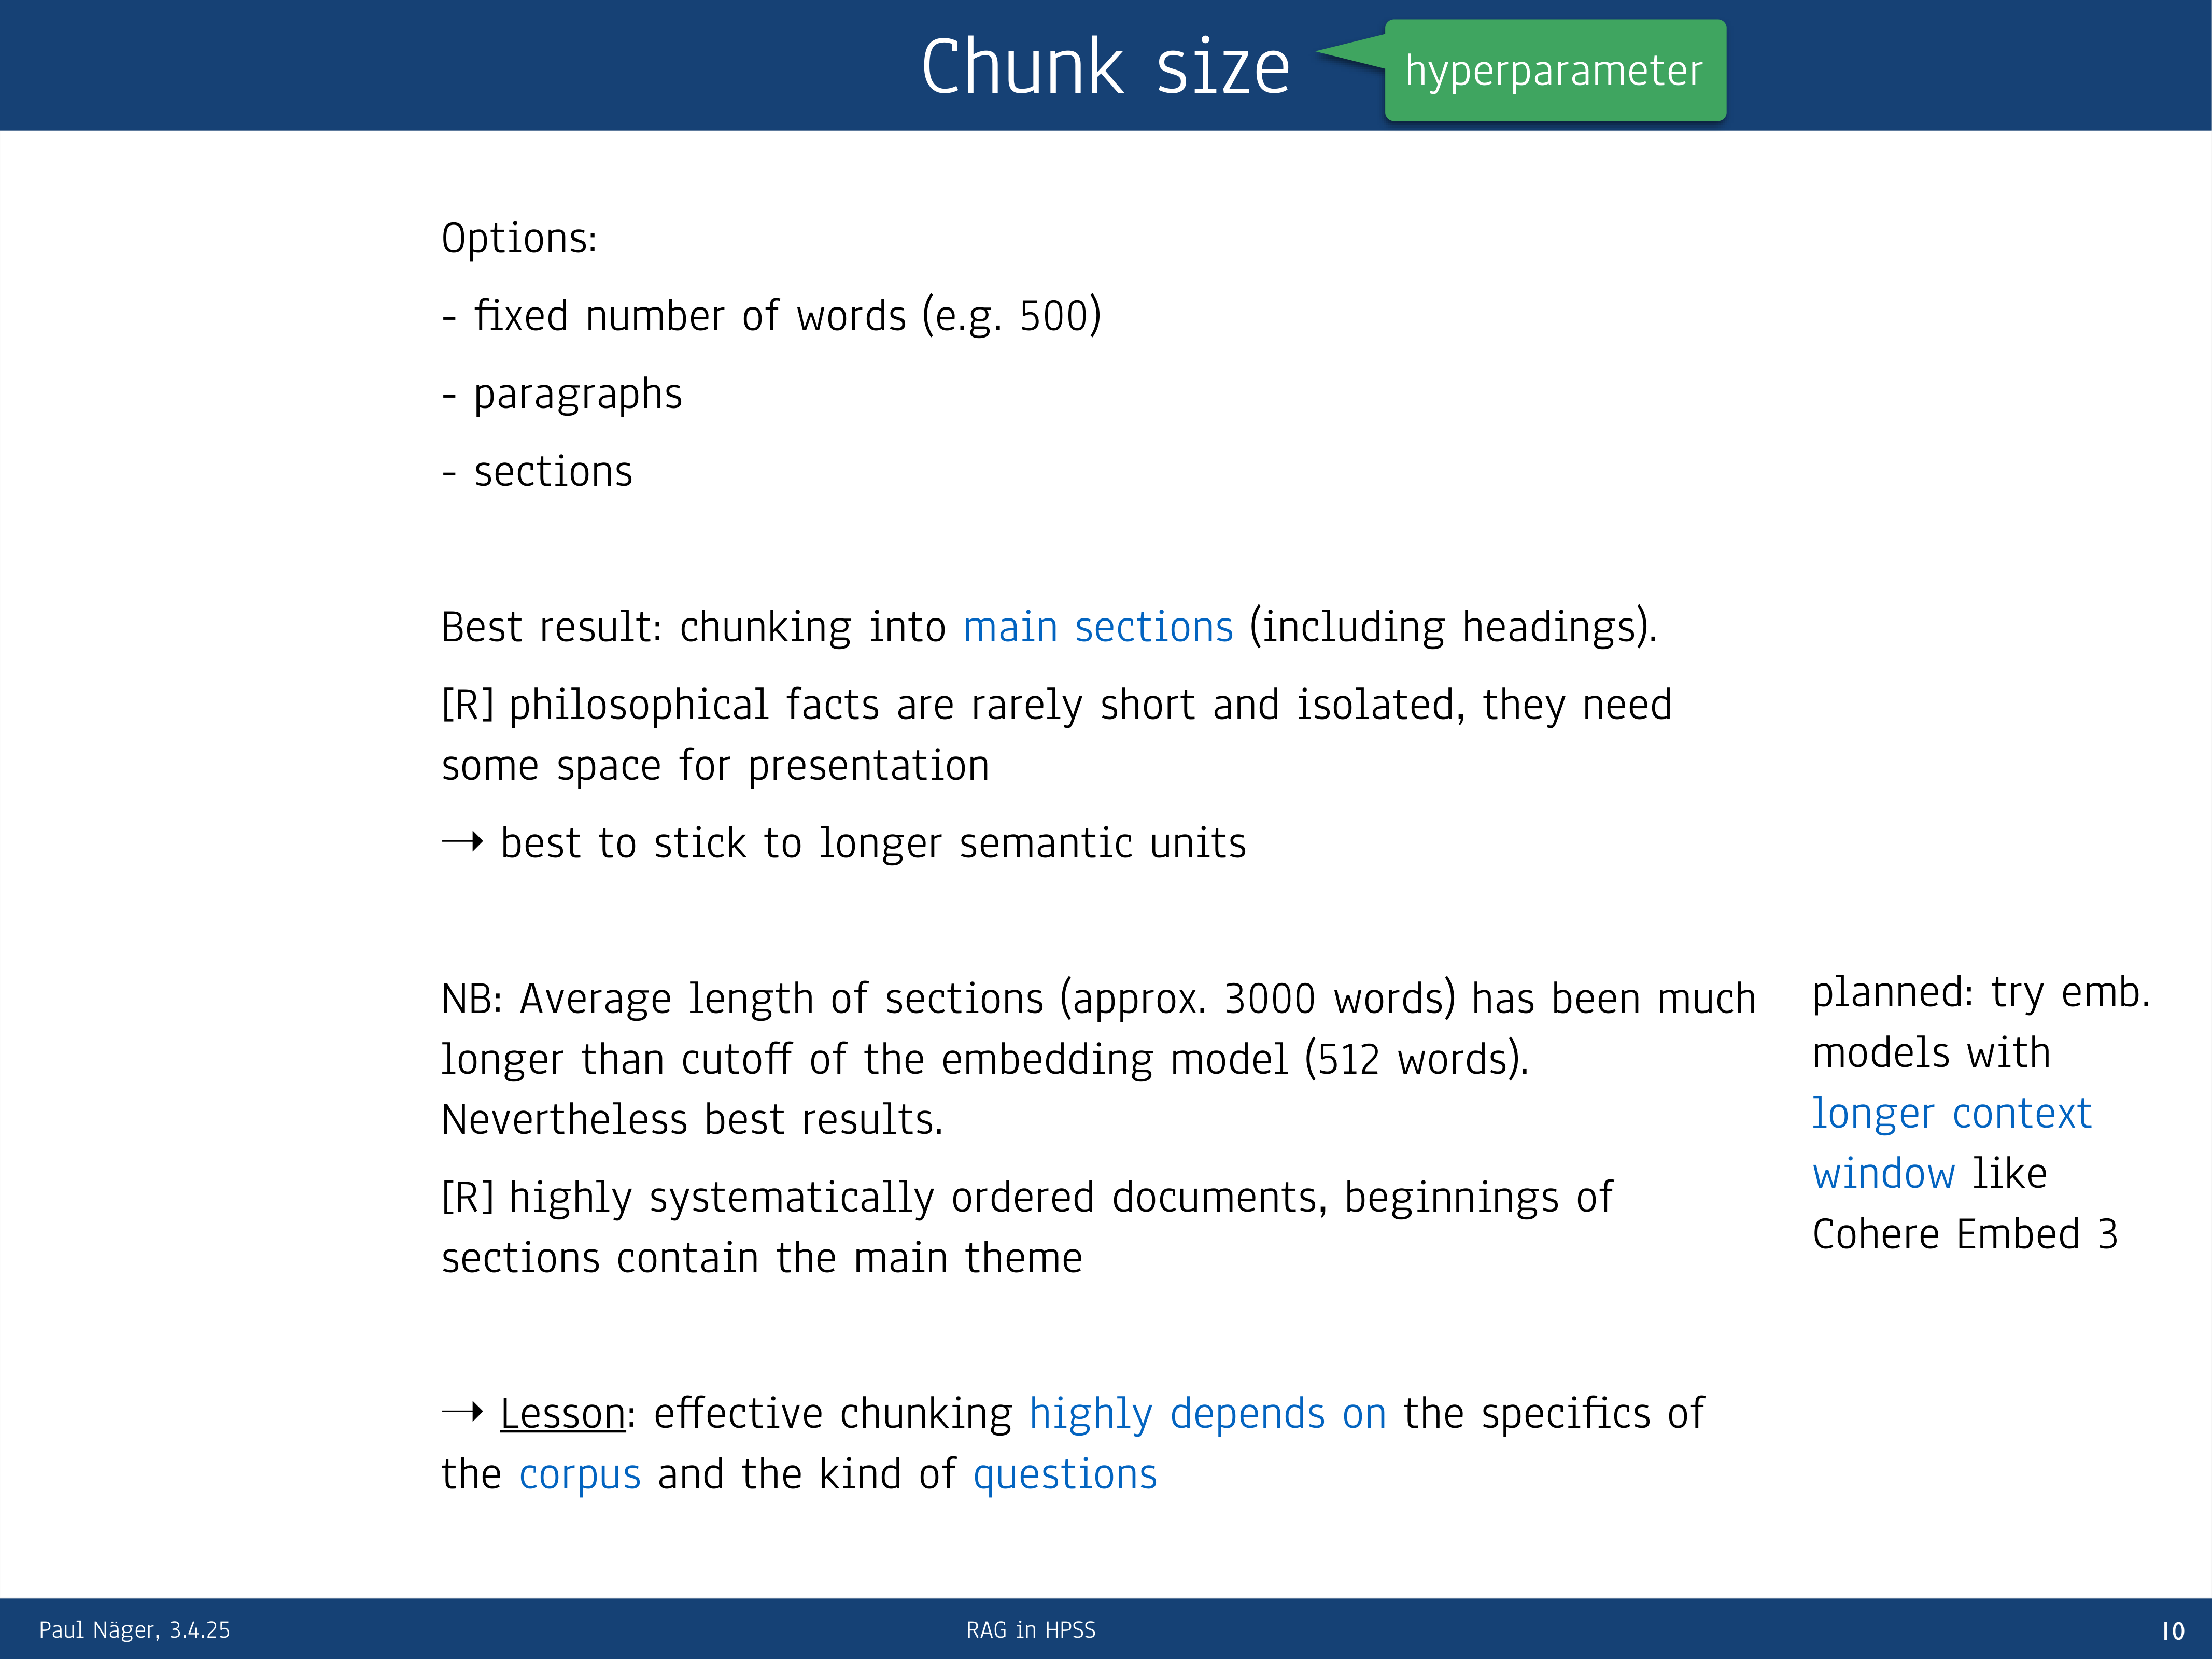 Chunk size
hyperparameter
Options:
- fixed number of words (e.g. 500)
- paragraphs
- sections
Best result: chunking into main sections (including headings).
[R] philosophical facts are rarely short and isolated, they need
some space for presentation
→ best to stick to longer semantic units
NB: Average length of sections (approx. 3000 words) has been much
longer than cutoff of the embedding model (512 words).
Nevertheless best results.
[R] highly systematically ordered documents, beginnings of
sections contain the main theme
planned: try emb.
models with
longer context
window like
Cohere Embed 3
→ Lesson: effective chunking highly depends on the specifics of
the corpus and the kind of questions
Paul Näger, 3.4.25
RAG in HPSS
10